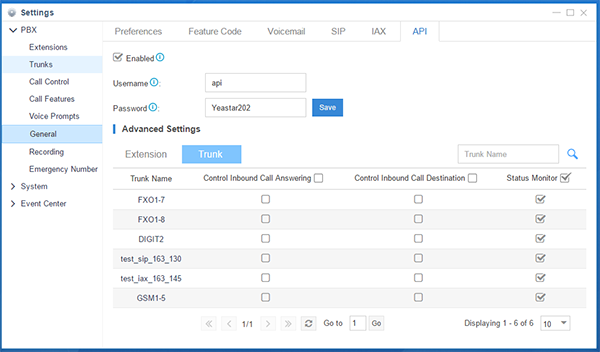 Settings
PBX
Extensions
Trunks
Call Control
Call Features
Voice Prompts
General
Recording
Emergency Number
System
Event Center
Preferences Feature Code Voicemail SIP IAX API
Enabled
Username : api
Password : Yeastar202 Save
Advanced Settings
Extension Trunk Trunk Name
Trunk Name Control Inbound Call Answering Control Inbound Call Destination Status Monitor
FXO1-7
FXO1-8
DIGIT2
test_sip_163_130
test_iax_163_145
GSM1-5
1/1 Go to 1 Go Displaying 1 - 6 of 6 10